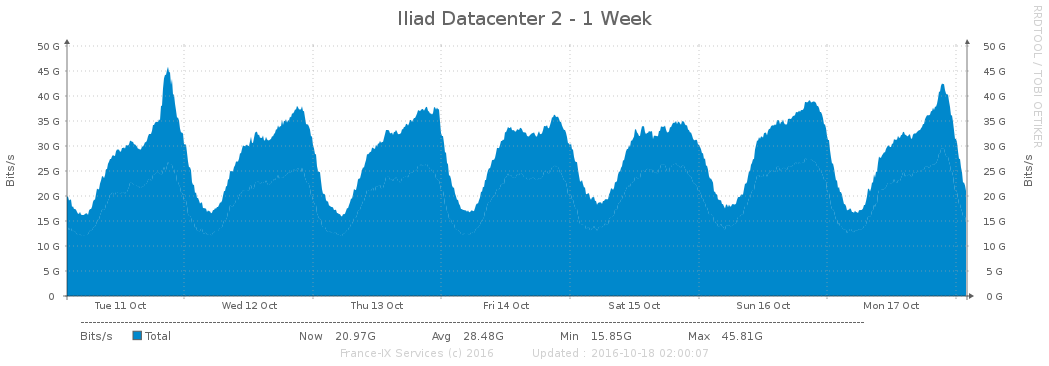 Iliad Datacenter 2 - 1 Week
RRDTOOL / TOBI OETIKER
Bits/s
50 G
45 G
40 G
35 G
30 G
25 G
20 G
15 G
10 G
5 G
0
50 G
45 G
40 G
35 G
30 G
25 G
20 G
15 G
10 G
5 G
0 G
Bits/s
Tue 11 Oct Wed 12 Oct Thu 13 Oct Fri 14 Oct Sat 15 Oct Sun 16 Oct Mon 17 Oct
Bits/s Total Now 20.97G Avg 28.48G Min 15.85G Max 45.81G
France-IX Services (c) 2016 Updated : 2016-10-18 02:00:07